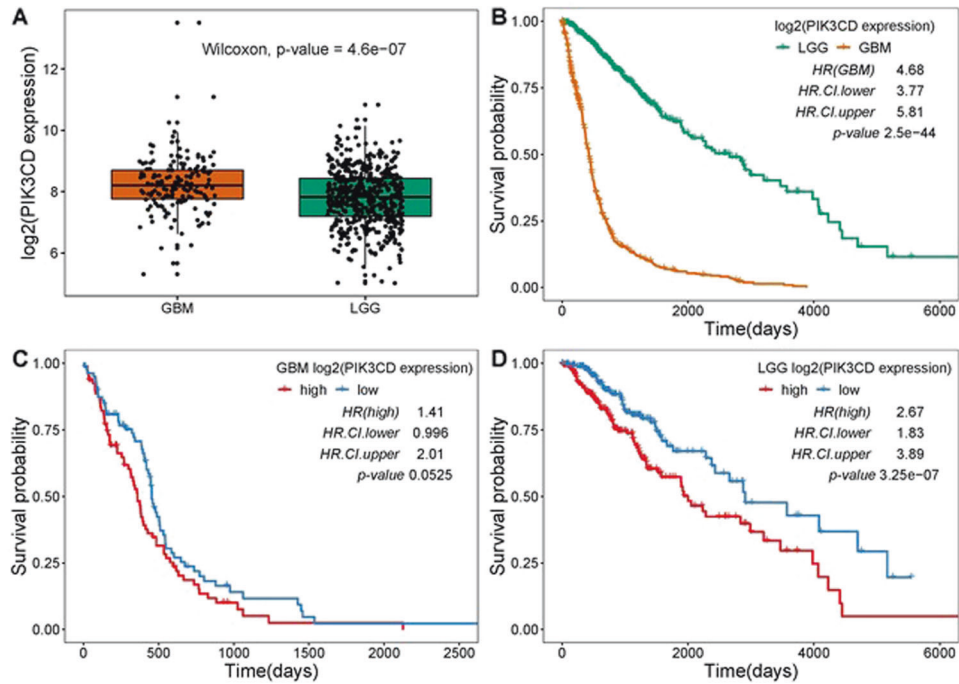 A
Wilcoxon, p-value = 4.6e−07
log2(PIK3CD expression)
12
10
8
6
GBM
LGG
B
log2(PIK3CD expression)
LGG GBM
HR(GBM) 4.68
HR.CI.lower 3.77
HR.CI.upper 5.81
p-value 2.5e−44
Survival probability
1.00
0.75
0.50
0.25
0.00
0 2000 4000 6000
Time(days)
C
GBM log2(PIK3CD expression)
high low
HR(high) 1.41
HR.CI.lower 0.996
HR.CI.upper 2.01
p-value 0.0525
Survival probability
1.00
0.75
0.50
0.25
0.00
0 500 1000 1500 2000 2500
Time(days)
D
LGG log2(PIK3CD expression)
high low
HR(high) 2.67
HR.CI.lower 1.83
HR.CI.upper 3.89
p-value 3.25e−07
Survival probability
1.00
0.75
0.50
0.25
0.00
0 2000 4000 6000
Time(days)